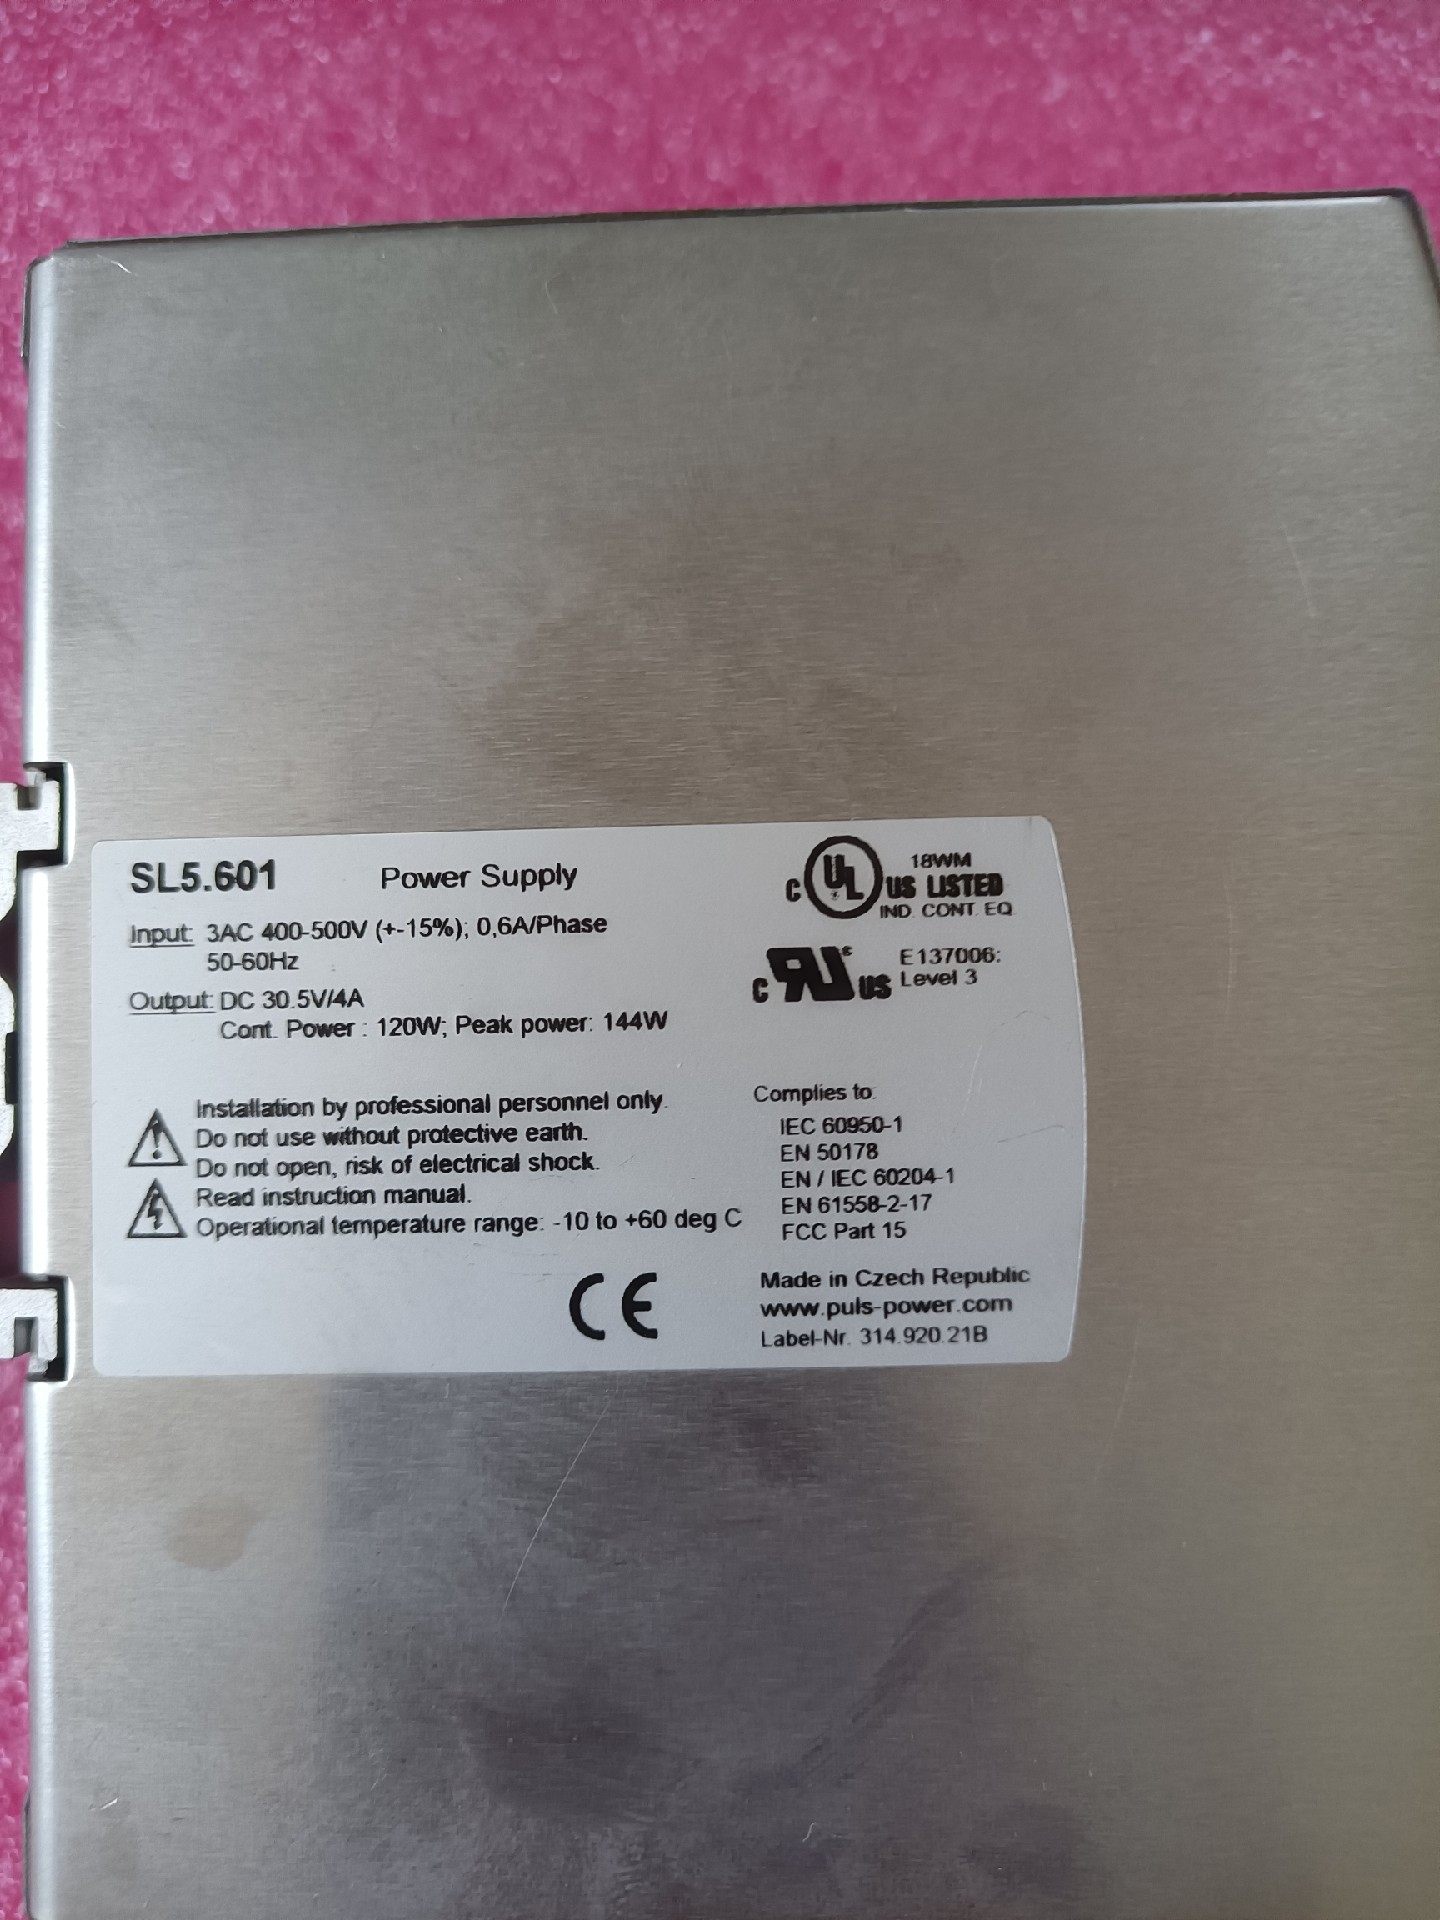 SL5.601 Power Supply
Input: 3AC 400-500V (+-15%); 0,6A/Phase
50-60Hz
Output: DC 30.5V/4A
Cont. Power : 120W; Peak power: 144W
Installation by professional personnel only.
Do not use without protective earth.
Do not open, risk of electrical shock.
Read instruction manual.
Operational temperature range: -10 to +60 deg C
CE
C UL US LISTED
18WM
IND. CONT. EQ
C RU US
E137006:
Level 3
Complies to:
IEC 60950-1
EN 50178
EN / IEC 60204-1
EN 61558-2-17
FCC Part 15
Made in Czech Republic
www.puls-power.com
Label-Nr. 314.920.21B